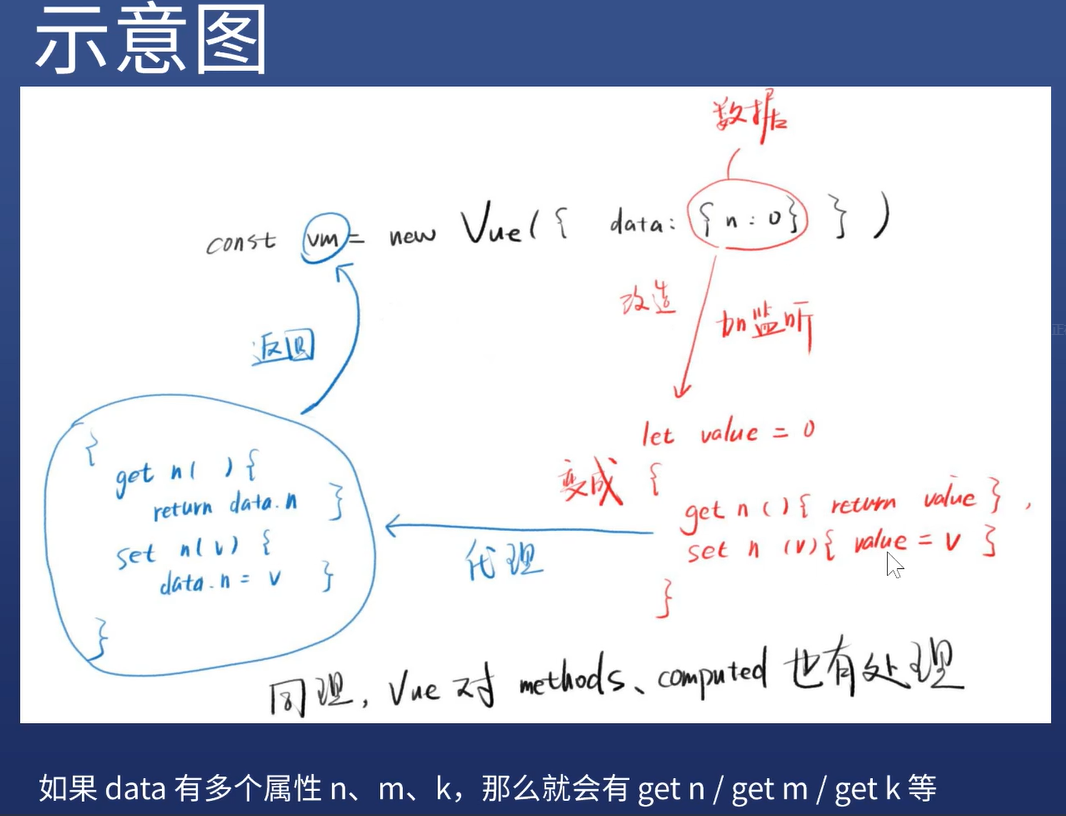 示意图
数据
const vm = new Vue({ data: { n: 0} } )
改造 加监听
返回
let value = 0
变成 {
get n ( ) { return value } ,
set n (v) { value = v }
}
代理
{
get n( ) {
return data.n }
set n(v) {
data.n = v }
}
同理, Vue 对 methods、computed 也有处理
如果 data 有多个属性 n、m、k，那么就会有 get n / get m / get k 等